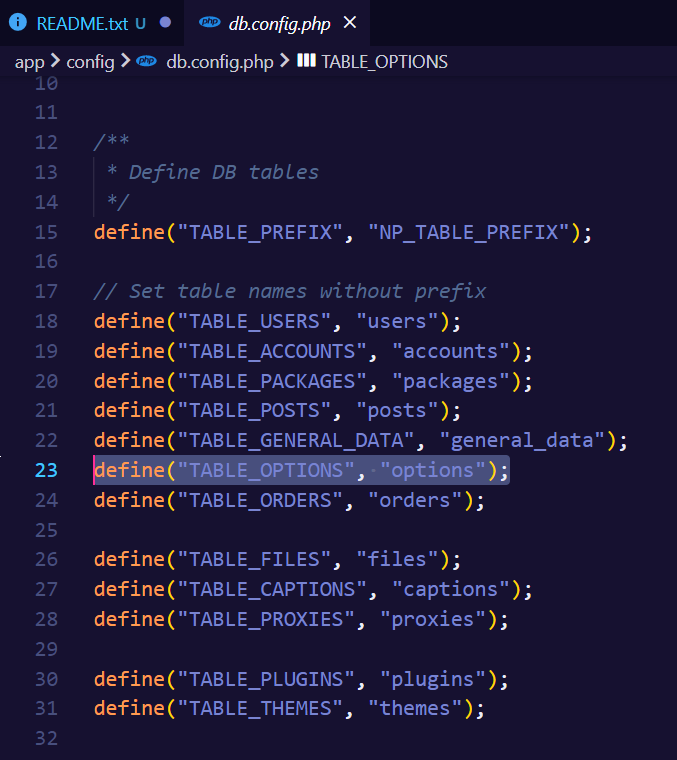 README.txt U
php db.config.php
app config php db.config.php TABLE_OPTIONS
10
11
12 /**
13 * Define DB tables
14 */
15 define("TABLE_PREFIX", "NP_TABLE_PREFIX");
16
17 // Set table names without prefix
18 define("TABLE_USERS", "users");
19 define("TABLE_ACCOUNTS", "accounts");
20 define("TABLE_PACKAGES", "packages");
21 define("TABLE_POSTS", "posts");
22 define("TABLE_GENERAL_DATA", "general_data");
23 define("TABLE_OPTIONS", "options");
24 define("TABLE_ORDERS", "orders");
25
26 define("TABLE_FILES", "files");
27 define("TABLE_CAPTIONS", "captions");
28 define("TABLE_PROXIES", "proxies");
29
30 define("TABLE_PLUGINS", "plugins");
31 define("TABLE_THEMES", "themes");
32